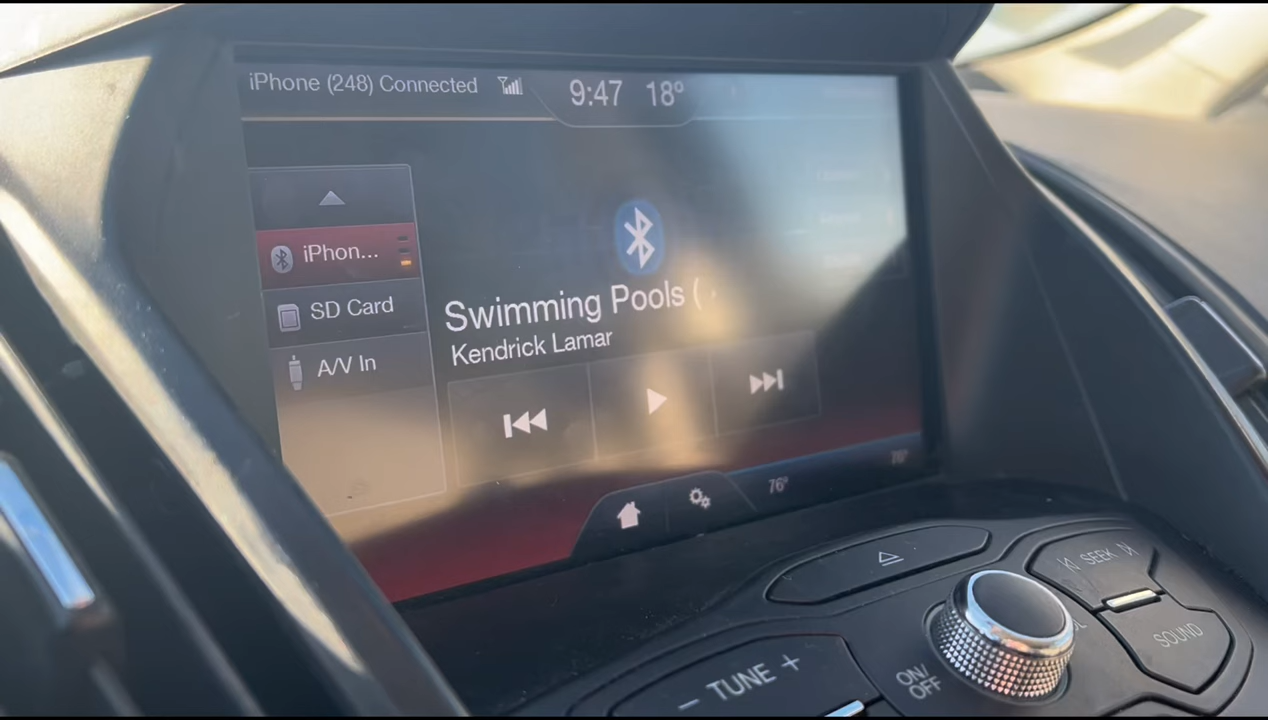 iPhone (248) Connected 9:47 18°
iPhon...
SD Card
A/V In
Swimming Pools (
Kendrick Lamar
76°
76°
SEEK
SOUND
ON/
OFF
− TUNE +